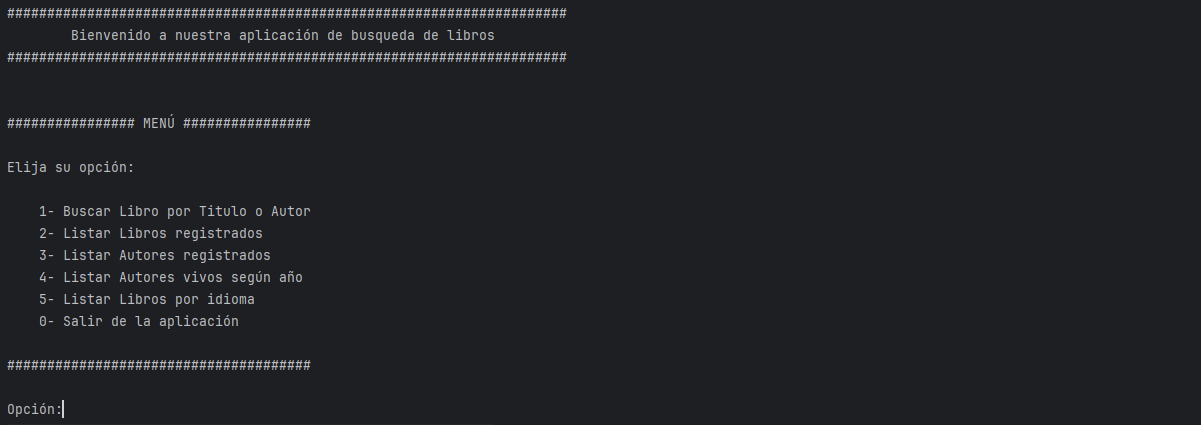 ######################################################################
Bienvenido a nuestra aplicación de busqueda de libros
######################################################################
################ MENÚ ################
Elija su opción:
1- Buscar Libro por Titulo o Autor
2- Listar Libros registrados
3- Listar Autores registrados
4- Listar Autores vivos según año
5- Listar Libros por idioma
0- Salir de la aplicación
######################################
Opción: